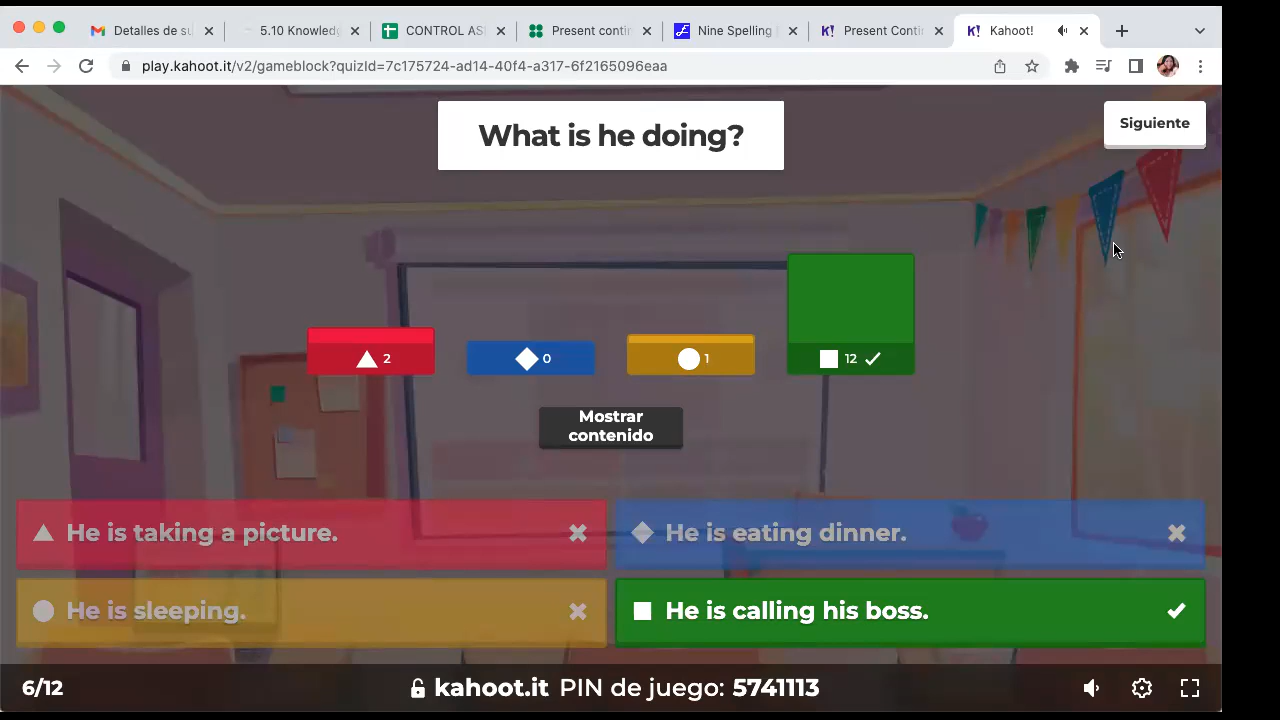 Detalles de su
5.10 Knowledg
CONTROL ASI
Present contin
Nine Spelling
Present Contin
Kahoot!
play.kahoot.it/v2/gameblock?quizId=7c175724-ad14-40f4-a317-6f2165096eaa
What is he doing?
Siguiente
2
0
1
12
Mostrar
contenido
He is taking a picture.
He is eating dinner.
He is sleeping.
He is calling his boss.
6/12
kahoot.it PIN de juego: 5741113